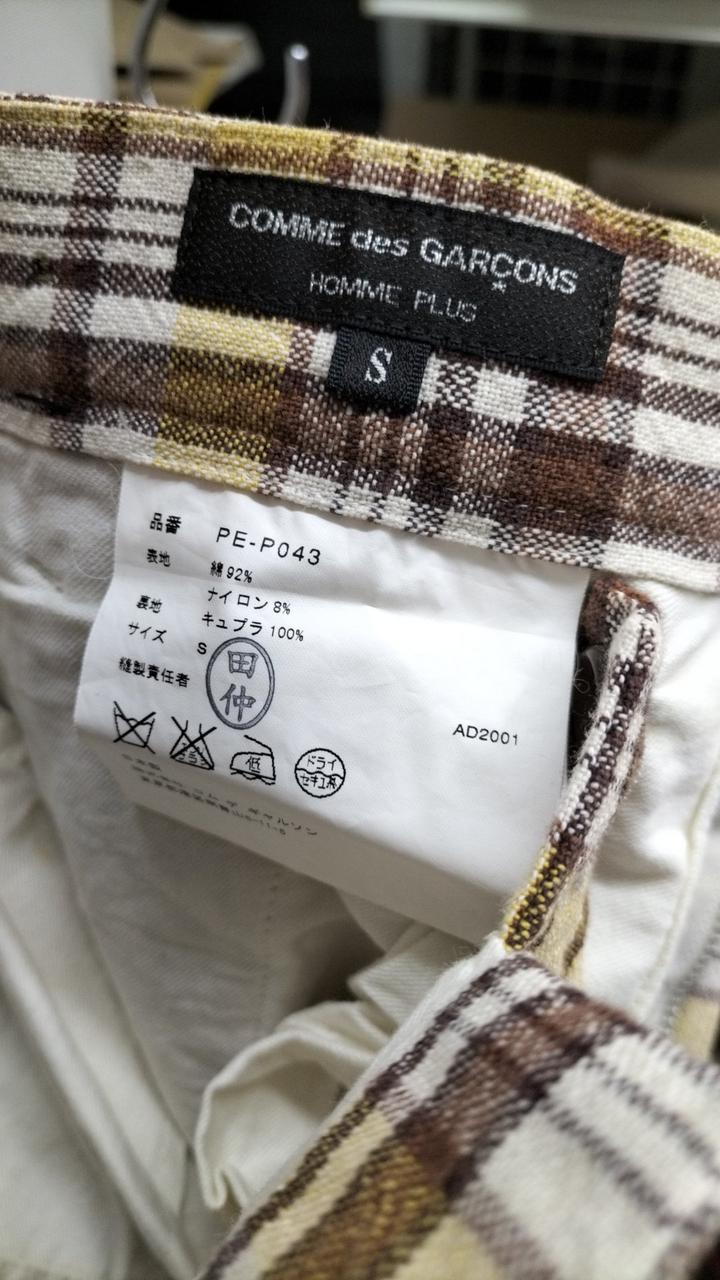 COMME des GARÇONS
HOMME PLUS
S
品番 PE-P043
表地 綿 92%
ナイロン 8%
裏地 キュプラ 100%
サイズ S
縫製責任者 田仲
AD2001
低
ドライ
セキユ系